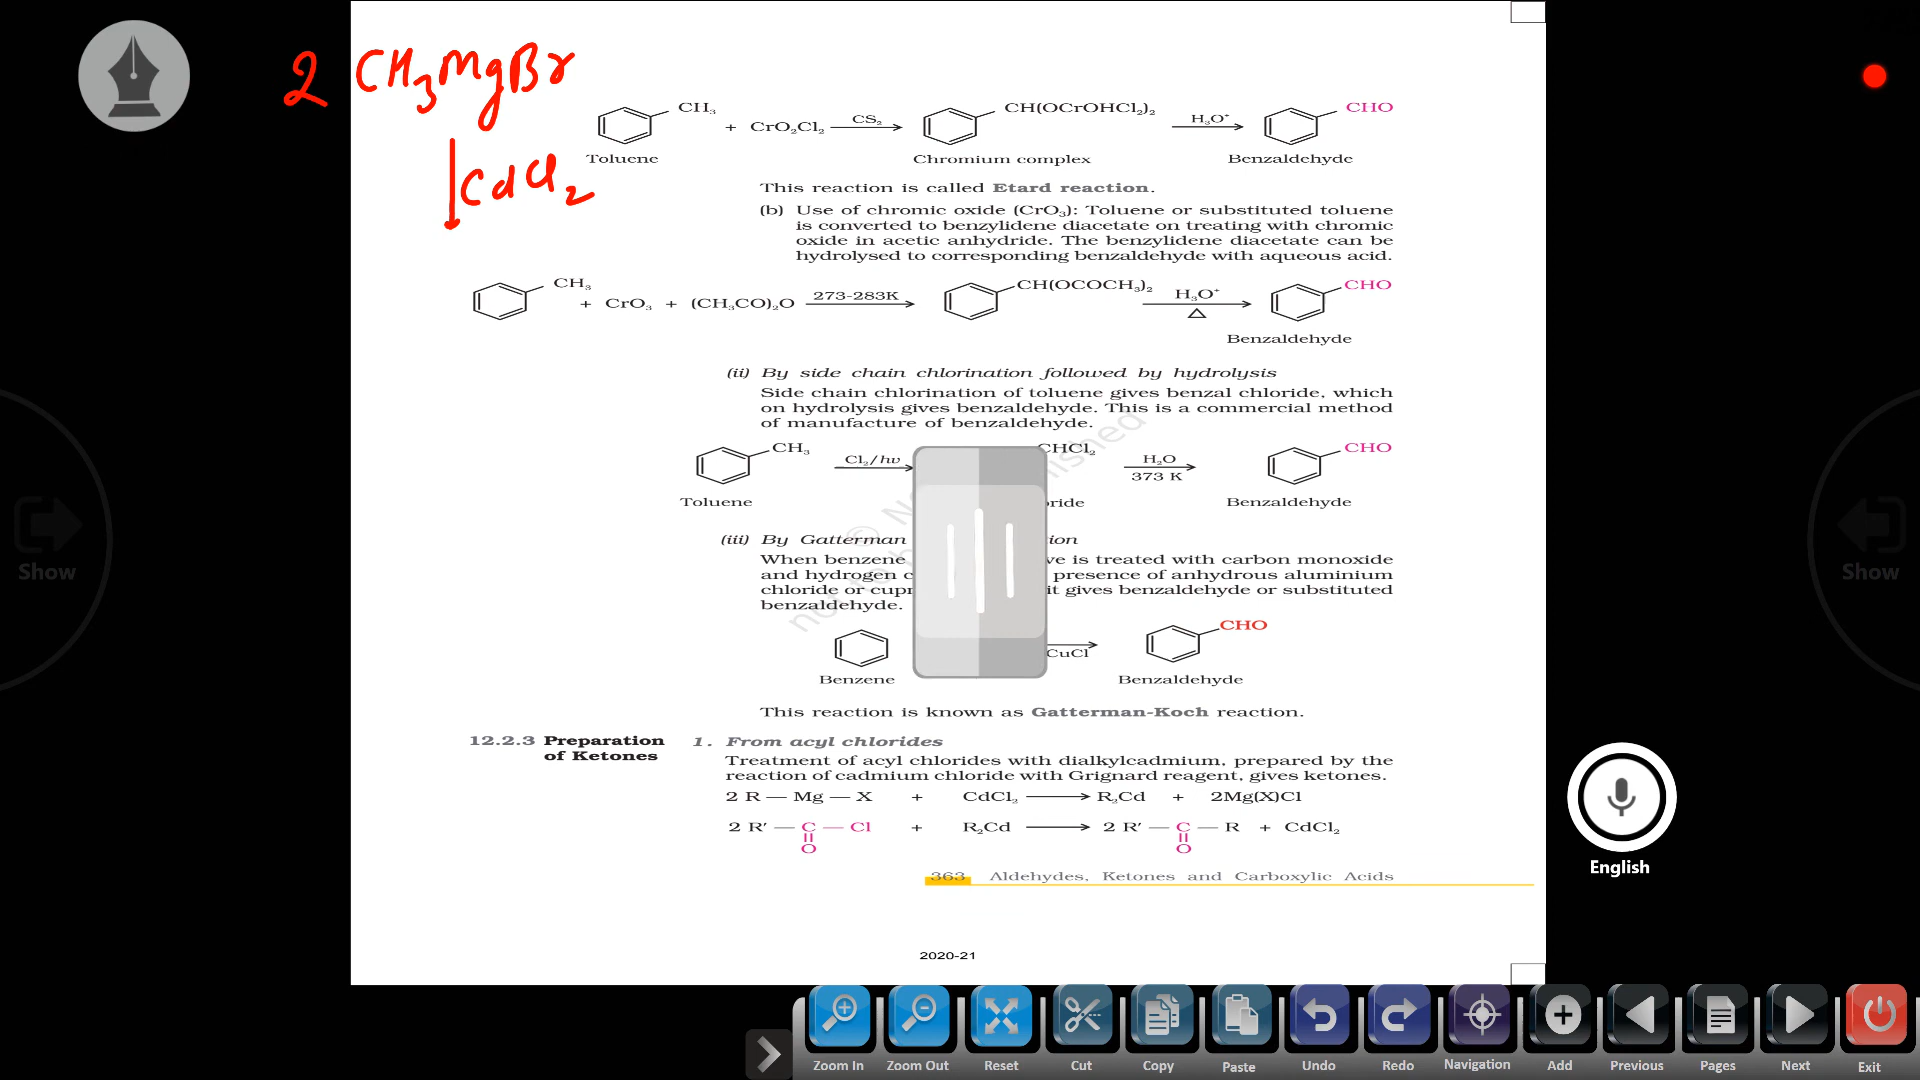 2 CH₃MgBr
CdCl₂
CH₃
+ CrO₂Cl₂ CS₂ CH(OCrOHCl₂)₂ H₃O⁺ CHO
Toluene Chromium complex Benzaldehyde
This reaction is called Etard reaction.
(b) Use of chromic oxide (CrO₃): Toluene or substituted toluene
is converted to benzylidene diacetate on treating with chromic
oxide in acetic anhydride. The benzylidene diacetate can be
hydrolysed to corresponding benzaldehyde with aqueous acid.
CH₃ + CrO₃ + (CH₃CO)₂O 273-283K CH(OCOCH₃)₂ H₃O⁺ △ CHO
Benzaldehyde
(ii) By side chain chlorination followed by hydrolysis
Side chain chlorination of toluene gives benzal chloride, which
on hydrolysis gives benzaldehyde. This is a commercial method
of manufacture of benzaldehyde.
CH₃ Cl₂/hν CHCl₂ H₂O 373 K CHO
Toluene oride Benzaldehyde
(iii) By Gatterman ion
When benzene ve is treated with carbon monoxide
and hydrogen c presence of anhydrous aluminium
chloride or cupr it gives benzaldehyde or substituted
benzaldehyde.
CuCl CHO
Benzene Benzaldehyde
This reaction is known as Gatterman-Koch reaction.
12.2.3 Preparation
of Ketones
1. From acyl chlorides
Treatment of acyl chlorides with dialkylcadmium, prepared by the
reaction of cadmium chloride with Grignard reagent, gives ketones.
2 R — Mg — X + CdCl₂ R₂Cd + 2Mg(X)Cl
2 R′ — C — Cl + R₂Cd 2 R′ — C — R + CdCl₂
O O
363 Aldehydes, Ketones and Carboxylic Acids
2020-21
Show
Show
English
Zoom In Zoom Out Reset Cut Copy Paste Undo Redo Navigation Add Previous Pages Next Exit